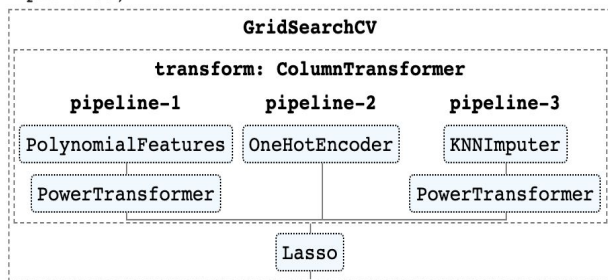 GridSearchCV
transform: ColumnTransformer
pipeline-1 pipeline-2 pipeline-3
PolynomialFeatures OneHotEncoder KNNImputer
PowerTransformer PowerTransformer
Lasso